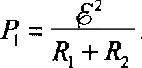 P₁ = ℰ² / (R₁ + R₂).